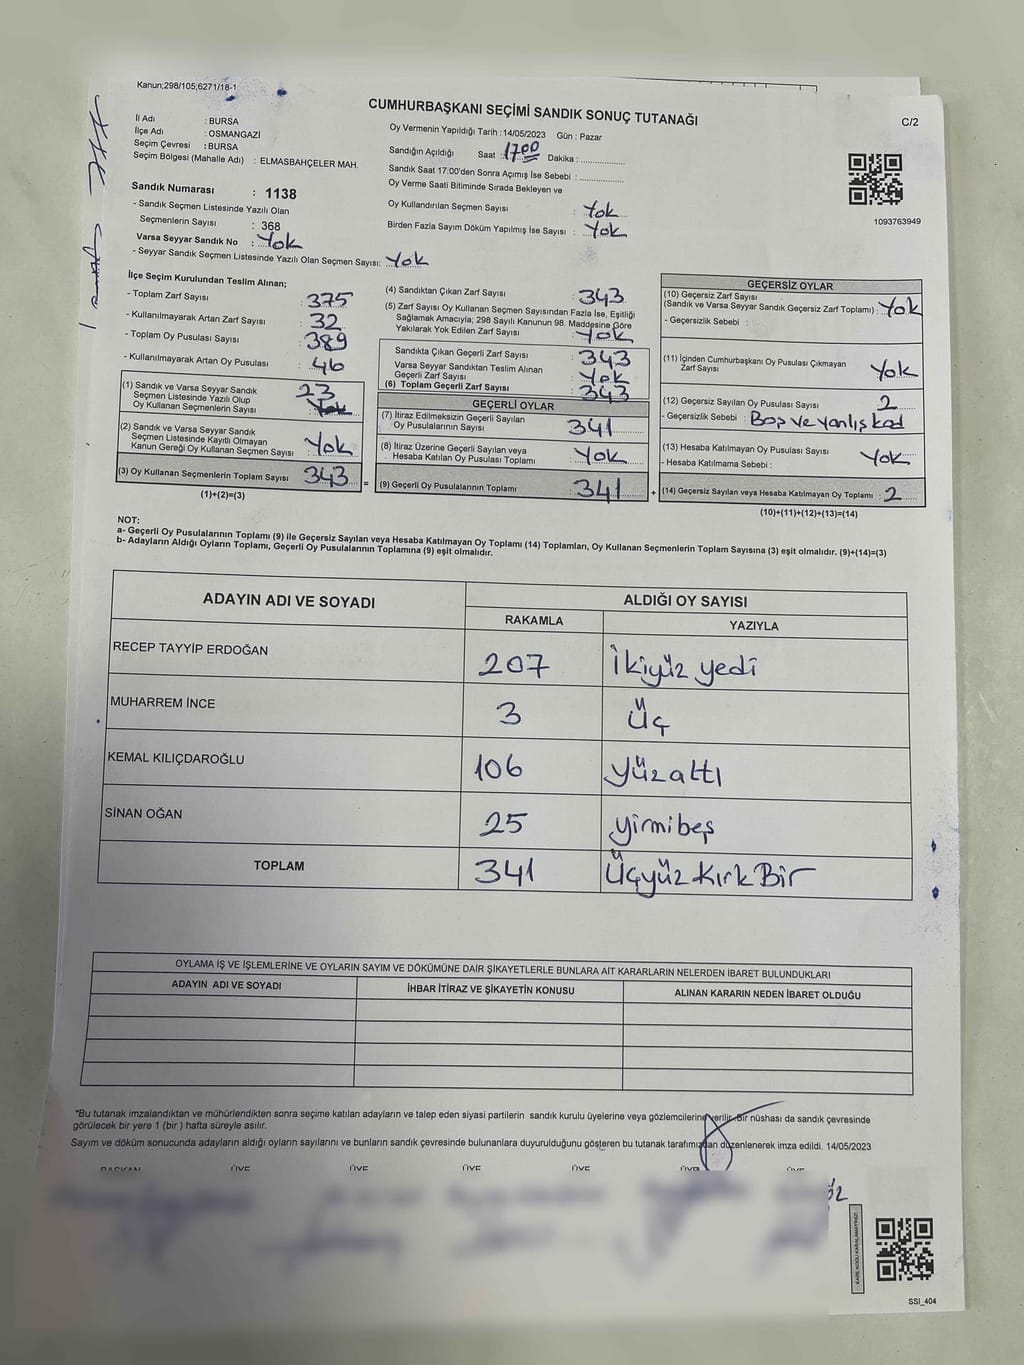 Kanun;298/105;6271/18-1
CUMHURBAŞKANI SEÇİMİ SANDIK SONUÇ TUTANAĞI
C/2
İl Adı : BURSA
İlçe Adı : OSMANGAZİ
Seçim Çevresi : BURSA
Seçim Bölgesi (Mahalle Adı) : ELMASBAHÇELER MAH.
Sandık Numarası : 1138
- Sandık Seçmen Listesinde Yazılı Olan
Seçmenlerin Sayısı : 368
Varsa Seyyar Sandık No : Yok
- Seyyar Sandık Seçmen Listesinde Yazılı Olan Seçmen Sayısı: Yok
Oy Vermenin Yapıldığı Tarih : 14/05/2023 Gün : Pazar
Sandığın Açıldığı Saat : 1700 Dakika : ....................
Sandık Saat 17:00'den Sonra Açımış İse Sebebi : ....................
Oy Verme Saati Bitiminde Sırada Bekleyen ve
Oy Kullandırılan Seçmen Sayısı : Yok
Birden Fazla Sayım Döküm Yapılmış İse Sayısı : Yok
1093763949
İlçe Seçim Kurulundan Teslim Alınan;
- Toplam Zarf Sayısı : 375
- Kullanılmayarak Artan Zarf Sayısı : 32
- Toplam Oy Pusulası Sayısı : 389
- Kullanılmayarak Artan Oy Pusulası : 46
(1) Sandık ve Varsa Seyyar Sandık
Seçmen Listesinde Yazılı Olup
Oy Kullanan Seçmenlerin Sayısı
(2) Sandık ve Varsa Seyyar Sandık
Seçmen Listesinde Kayıtlı Olmayan
Kanun Gereği Oy Kullanan Seçmen Sayısı : Yok
(3) Oy Kullanan Seçmenlerin Toplam Sayısı : 343 =
(1)+(2)=(3)
(4) Sandıktan Çıkan Zarf Sayısı : 343
(5) Zarf Sayısı Oy Kullanan Seçmen Sayısından Fazla İse, Eşitliği
Sağlamak Amacıyla; 298 Sayılı Kanunun 98. Maddesine Göre
Yakılarak Yok Edilen Zarf Sayısı : Yok
Sandıkta Çıkan Geçerli Zarf Sayısı : 343
Varsa Seyyar Sandıktan Teslim Alınan
Geçerli Zarf Sayısı : Yok
(6) Toplam Geçerli Zarf Sayısı : 343
GEÇERLİ OYLAR
(7) İtiraz Edilmeksizin Geçerli Sayılan
Oy Pusulalarının Sayısı : 341
(8) İtiraz Üzerine Geçerli Sayılan veya
Hesaba Katılan Oy Pusulası Toplamı : Yok
(9) Geçerli Oy Pusulalarının Toplamı : 341 +
GEÇERSİZ OYLAR
(10) Geçersiz Zarf Sayısı
(Sandık ve Varsa Seyyar Sandık Geçersiz Zarf Toplamı) : Yok
- Geçersizlik Sebebi :
(11) İçinden Cumhurbaşkanı Oy Pusulası Çıkmayan
Zarf Sayısı : Yok
(12) Geçersiz Sayılan Oy Pusulası Sayısı : 2
- Geçersizlik Sebebi : Boş ve yanlış
(13) Hesaba Katılmayan Oy Pusulası Sayısı : Yok
- Hesaba Katılmama Sebebi :
(14) Geçersiz Sayılan veya Hesaba Katılmayan Oy Toplamı : 2
(10)+(11)+(12)+(13)=(14)
NOT:
a- Geçerli Oy Pusulalarının Toplamı (9) ile Geçersiz Sayılan veya Hesaba Katılmayan Oy Toplamı (14) Toplamları, Oy Kullanan Seçmenlerin Toplam Sayısına (3) eşit olmalıdır. (9)+(14)=(3)
b- Adayların Aldığı Oyların Toplamı, Geçerli Oy Pusulalarının Toplamına (9) eşit olmalıdır.
ADAYIN ADI VE SOYADI ALDIĞI OY SAYISI
RAKAMLA YAZIYLA
RECEP TAYYİP ERDOĞAN 207 İkiyüz yedi
MUHARREM İNCE 3 Üç
KEMAL KILIÇDAROĞLU 106 yüzaltı
SİNAN OĞAN 25 yirmibeş
TOPLAM 341 Üçyüz Kırk Bir
OYLAMA İŞ VE İŞLEMLERİNE VE OYLARIN SAYIM VE DÖKÜMÜNE DAİR ŞİKAYETLERLE BUNLARA AİT KARARLARIN NELERDEN İBARET BULUNDUKLARI
ADAYIN ADI VE SOYADI İHBAR İTİRAZ VE ŞİKAYETİN KONUSU ALINAN KARARIN NEDEN İBARET OLDUĞU
*Bu tutanak imzalandıktan ve mühürlendikten sonra seçime katılan adayların ve talep eden siyasi partilerin sandık kurulu üyelerine veya gözlemcilerine verilir. Bir nüshası da sandık çevresinde
görülecek bir yere 1 (bir ) hafta süreyle asılır.
Sayım ve döküm sonucunda adayların aldığı oyların sayılarını ve bunların sandık çevresinde bulunanlara duyurulduğunu gösteren bu tutanak tarafımızdan düzenlenerek imza edildi. 14/05/2023
BAŞKAN ÜYE ÜYE ÜYE ÜYE ÜYE ÜYE
KARE KODU KARALAMAYINIZ!
SSI_404